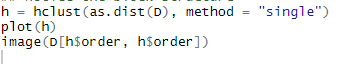 h = hclust(as.dist(D), method = "single")
plot(h)
image(D[h$order, h$order])